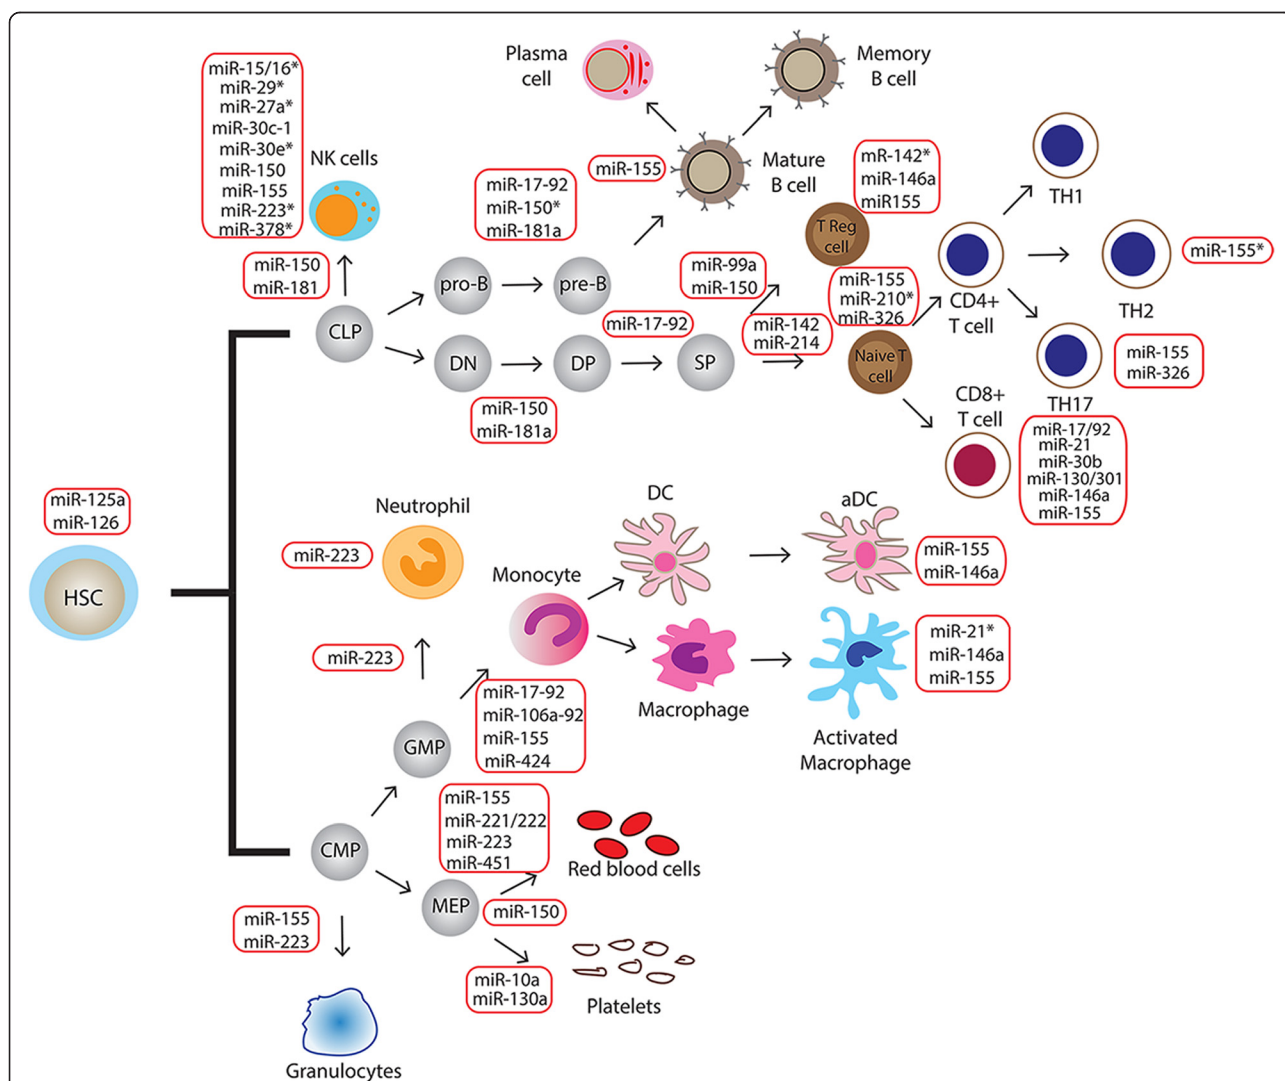 Plasma
cell
Memory
B cell
miR-15/16*
miR-29*
miR-27a*
miR-30c-1
miR-30e*
miR-150
miR-155
miR-223*
miR-378*
NK cells
miR-150
miR-181
miR-17-92
miR-150*
miR-181a
miR-155
Mature
B cell
mR-142*
miR-146a
miR155
T Reg
cell
TH1
miR-155*
TH2
CD4+
T cell
miR-155
miR-210*
miR-326
miR-99a
miR-150
pro-B
pre-B
CLP
miR-17-92
miR-142
miR-214
DN
DP
SP
Naive T
cell
miR-155
miR-326
TH17
CD8+
T cell
miR-150
miR-181a
miR-17/92
miR-21
miR-30b
miR-130/301
miR-146a
miR-155
miR-125a
miR-126
HSC
Neutrophil
miR-223
DC
aDC
miR-155
miR-146a
Monocyte
miR-223
miR-21*
miR-146a
miR-155
Macrophage
Activated
Macrophage
miR-17-92
miR-106a-92
miR-155
miR-424
GMP
miR-155
miR-221/222
miR-223
miR-451
Red blood cells
CMP
MEP
miR-150
miR-155
miR-223
miR-10a
miR-130a
Platelets
Granulocytes